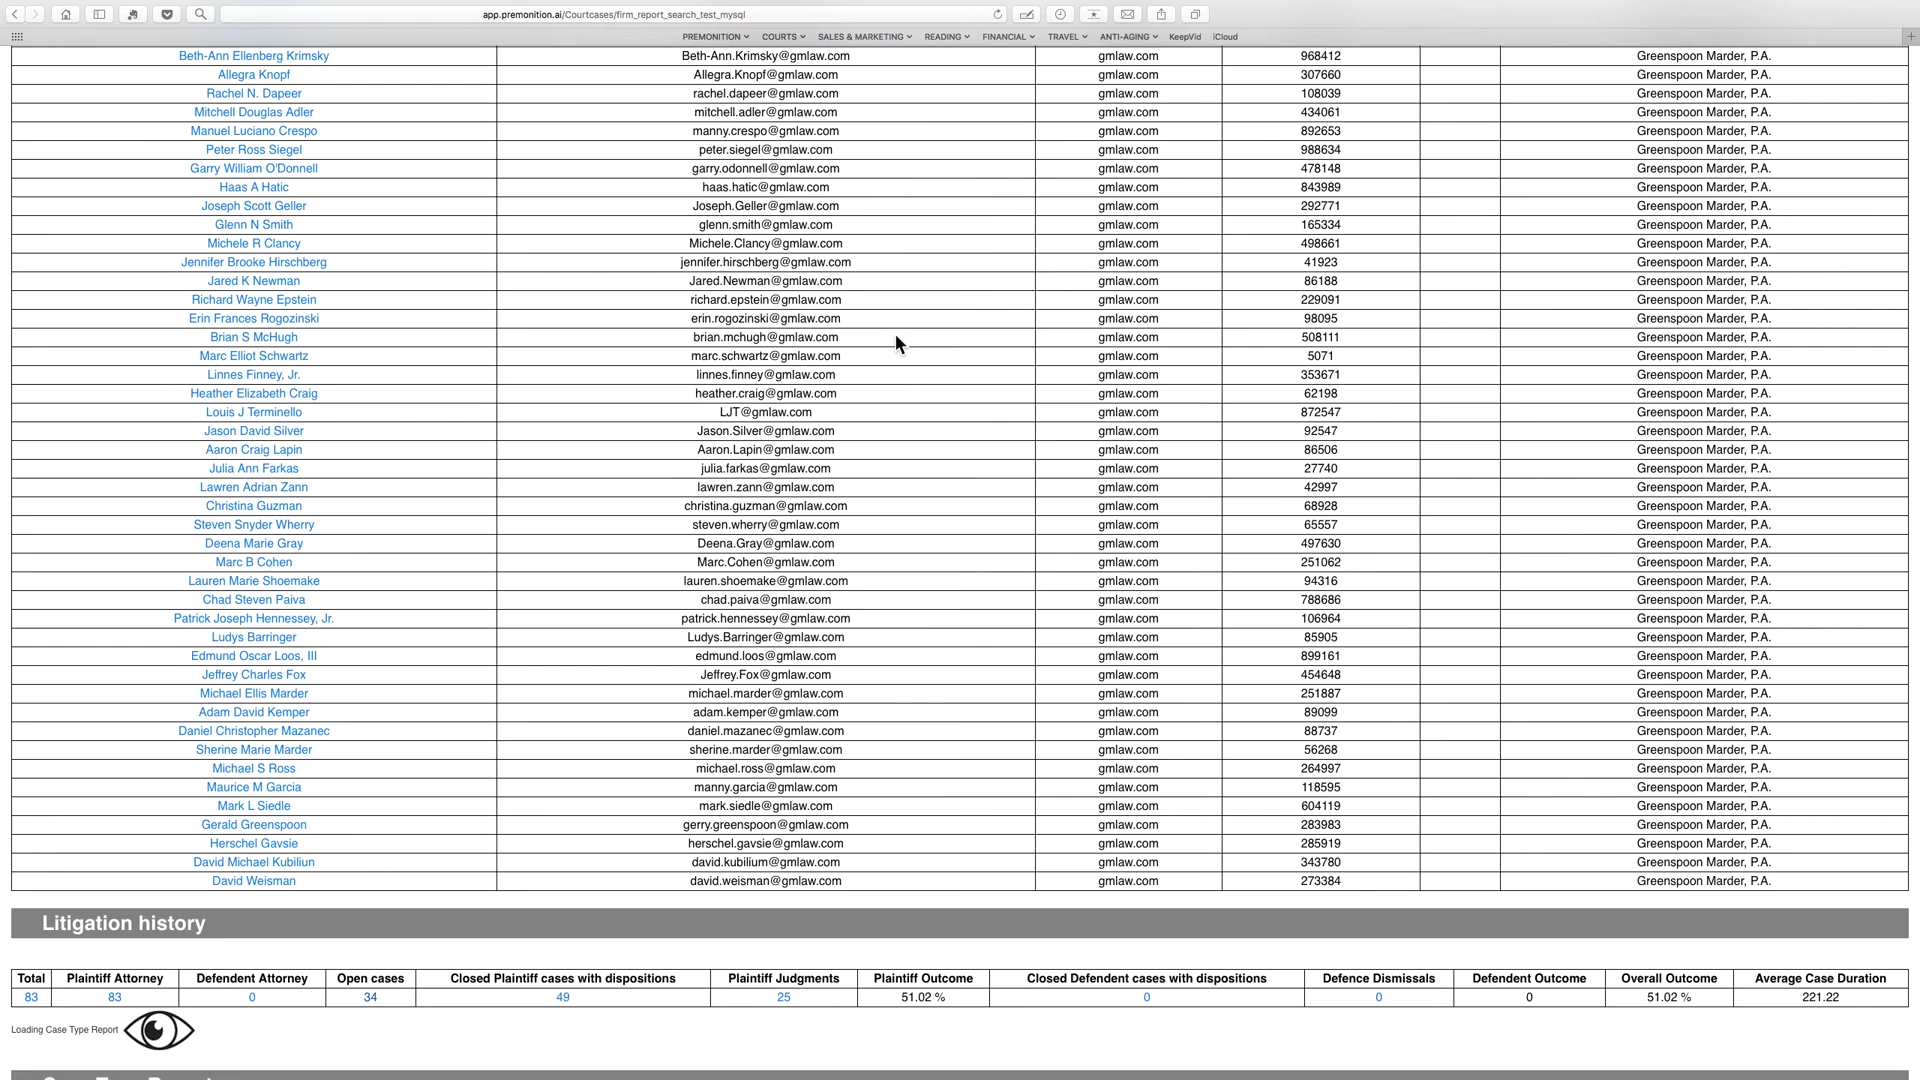 app.premonition.ai/Courtcases/firm_report_search_test_mysql
PREMONITION COURTS SALES & MARKETING READING FINANCIAL TRAVEL ANTI-AGING KeepVid iCloud
Beth-Ann Ellenberg Krimsky Beth-Ann.Krimsky@gmlaw.com gmlaw.com 968412 Greenspoon Marder, P.A.
Allegra Knopf Allegra.Knopf@gmlaw.com gmlaw.com 307660 Greenspoon Marder, P.A.
Rachel N. Dapeer rachel.dapeer@gmlaw.com gmlaw.com 108039 Greenspoon Marder, P.A.
Mitchell Douglas Adler mitchell.adler@gmlaw.com gmlaw.com 434061 Greenspoon Marder, P.A.
Manuel Luciano Crespo manny.crespo@gmlaw.com gmlaw.com 892653 Greenspoon Marder, P.A.
Peter Ross Siegel peter.siegel@gmlaw.com gmlaw.com 988634 Greenspoon Marder, P.A.
Garry William O'Donnell garry.odonnell@gmlaw.com gmlaw.com 478148 Greenspoon Marder, P.A.
Haas A Hatic haas.hatic@gmlaw.com gmlaw.com 843989 Greenspoon Marder, P.A.
Joseph Scott Geller Joseph.Geller@gmlaw.com gmlaw.com 292771 Greenspoon Marder, P.A.
Glenn N Smith glenn.smith@gmlaw.com gmlaw.com 165334 Greenspoon Marder, P.A.
Michele R Clancy Michele.Clancy@gmlaw.com gmlaw.com 498661 Greenspoon Marder, P.A.
Jennifer Brooke Hirschberg jennifer.hirschberg@gmlaw.com gmlaw.com 41923 Greenspoon Marder, P.A.
Jared K Newman Jared.Newman@gmlaw.com gmlaw.com 86188 Greenspoon Marder, P.A.
Richard Wayne Epstein richard.epstein@gmlaw.com gmlaw.com 229091 Greenspoon Marder, P.A.
Erin Frances Rogozinski erin.rogozinski@gmlaw.com gmlaw.com 98095 Greenspoon Marder, P.A.
Brian S McHugh brian.mchugh@gmlaw.com gmlaw.com 508111 Greenspoon Marder, P.A.
Marc Elliot Schwartz marc.schwartz@gmlaw.com gmlaw.com 5071 Greenspoon Marder, P.A.
Linnes Finney, Jr. linnes.finney@gmlaw.com gmlaw.com 353671 Greenspoon Marder, P.A.
Heather Elizabeth Craig heather.craig@gmlaw.com gmlaw.com 62198 Greenspoon Marder, P.A.
Louis J Terminello LJT@gmlaw.com gmlaw.com 872547 Greenspoon Marder, P.A.
Jason David Silver Jason.Silver@gmlaw.com gmlaw.com 92547 Greenspoon Marder, P.A.
Aaron Craig Lapin Aaron.Lapin@gmlaw.com gmlaw.com 86506 Greenspoon Marder, P.A.
Julia Ann Farkas julia.farkas@gmlaw.com gmlaw.com 27740 Greenspoon Marder, P.A.
Lawren Adrian Zann lawren.zann@gmlaw.com gmlaw.com 42997 Greenspoon Marder, P.A.
Christina Guzman christina.guzman@gmlaw.com gmlaw.com 68928 Greenspoon Marder, P.A.
Steven Snyder Wherry steven.wherry@gmlaw.com gmlaw.com 65557 Greenspoon Marder, P.A.
Deena Marie Gray Deena.Gray@gmlaw.com gmlaw.com 497630 Greenspoon Marder, P.A.
Marc B Cohen Marc.Cohen@gmlaw.com gmlaw.com 251062 Greenspoon Marder, P.A.
Lauren Marie Shoemake lauren.shoemake@gmlaw.com gmlaw.com 94316 Greenspoon Marder, P.A.
Chad Steven Paiva chad.paiva@gmlaw.com gmlaw.com 788686 Greenspoon Marder, P.A.
Patrick Joseph Hennessey, Jr. patrick.hennessey@gmlaw.com gmlaw.com 106964 Greenspoon Marder, P.A.
Ludys Barringer Ludys.Barringer@gmlaw.com gmlaw.com 85905 Greenspoon Marder, P.A.
Edmund Oscar Loos, III edmund.loos@gmlaw.com gmlaw.com 899161 Greenspoon Marder, P.A.
Jeffrey Charles Fox Jeffrey.Fox@gmlaw.com gmlaw.com 454648 Greenspoon Marder, P.A.
Michael Ellis Marder michael.marder@gmlaw.com gmlaw.com 251887 Greenspoon Marder, P.A.
Adam David Kemper adam.kemper@gmlaw.com gmlaw.com 89099 Greenspoon Marder, P.A.
Daniel Christopher Mazanec daniel.mazanec@gmlaw.com gmlaw.com 88737 Greenspoon Marder, P.A.
Sherine Marie Marder sherine.marder@gmlaw.com gmlaw.com 56268 Greenspoon Marder, P.A.
Michael S Ross michael.ross@gmlaw.com gmlaw.com 264997 Greenspoon Marder, P.A.
Maurice M Garcia manny.garcia@gmlaw.com gmlaw.com 118595 Greenspoon Marder, P.A.
Mark L Siedle mark.siedle@gmlaw.com gmlaw.com 604119 Greenspoon Marder, P.A.
Gerald Greenspoon gerry.greenspoon@gmlaw.com gmlaw.com 283983 Greenspoon Marder, P.A.
Herschel Gavsie herschel.gavsie@gmlaw.com gmlaw.com 285919 Greenspoon Marder, P.A.
David Michael Kubiliun david.kubilium@gmlaw.com gmlaw.com 343780 Greenspoon Marder, P.A.
David Weisman david.weisman@gmlaw.com gmlaw.com 273384 Greenspoon Marder, P.A.
Litigation history
Total Plaintiff Attorney Defendent Attorney Open cases Closed Plaintiff cases with dispositions Plaintiff Judgments Plaintiff Outcome Closed Defendent cases with dispositions Defence Dismissals Defendent Outcome Overall Outcome Average Case Duration
83 83 0 34 49 25 51.02 % 0 0 0 51.02 % 221.22
Loading Case Type Report